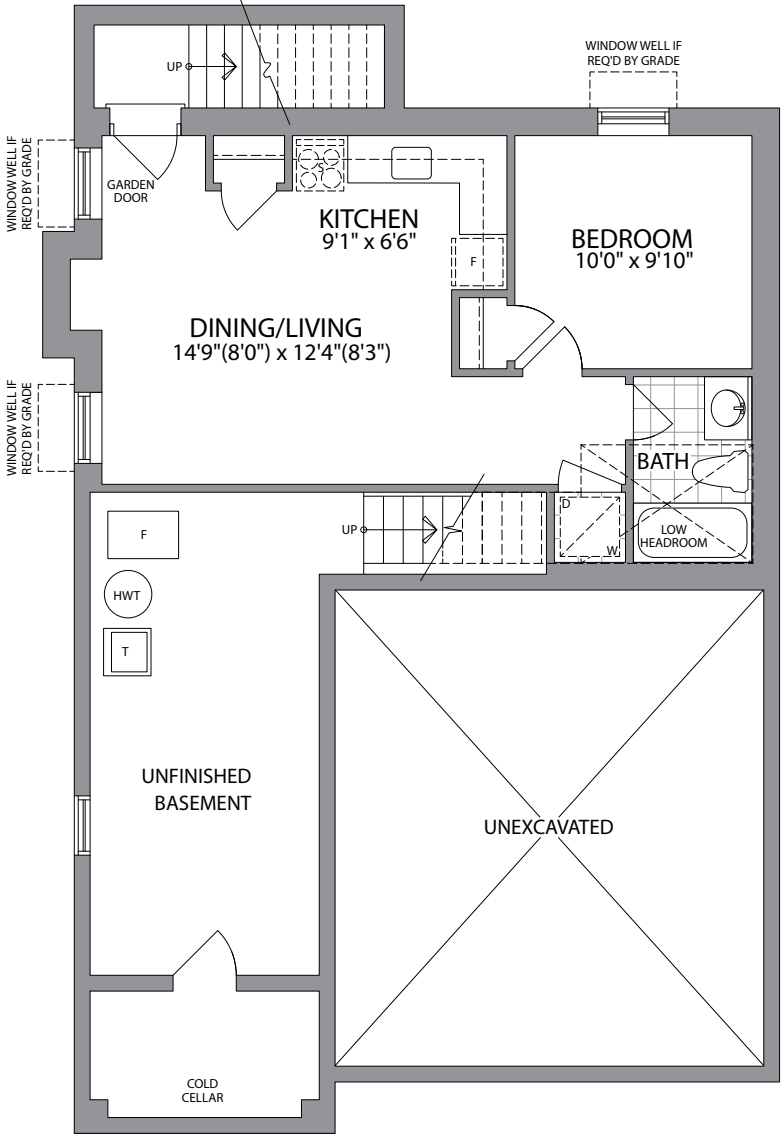 WINDOW WELL IF
REQ'D BY GRADE
UP
WINDOW WELL IF
REQ'D BY GRADE
GARDEN
DOOR
S
KITCHEN
9'1" x 6'6"
F
BEDROOM
10'0" x 9'10"
DINING/LIVING
14'9"(8'0") x 12'4"(8'3")
WINDOW WELL IF
REQ'D BY GRADE
BATH
D
W
LOW
HEADROOM
UP
F
HWT
T
UNFINISHED
BASEMENT
UNEXCAVATED
COLD
CELLAR